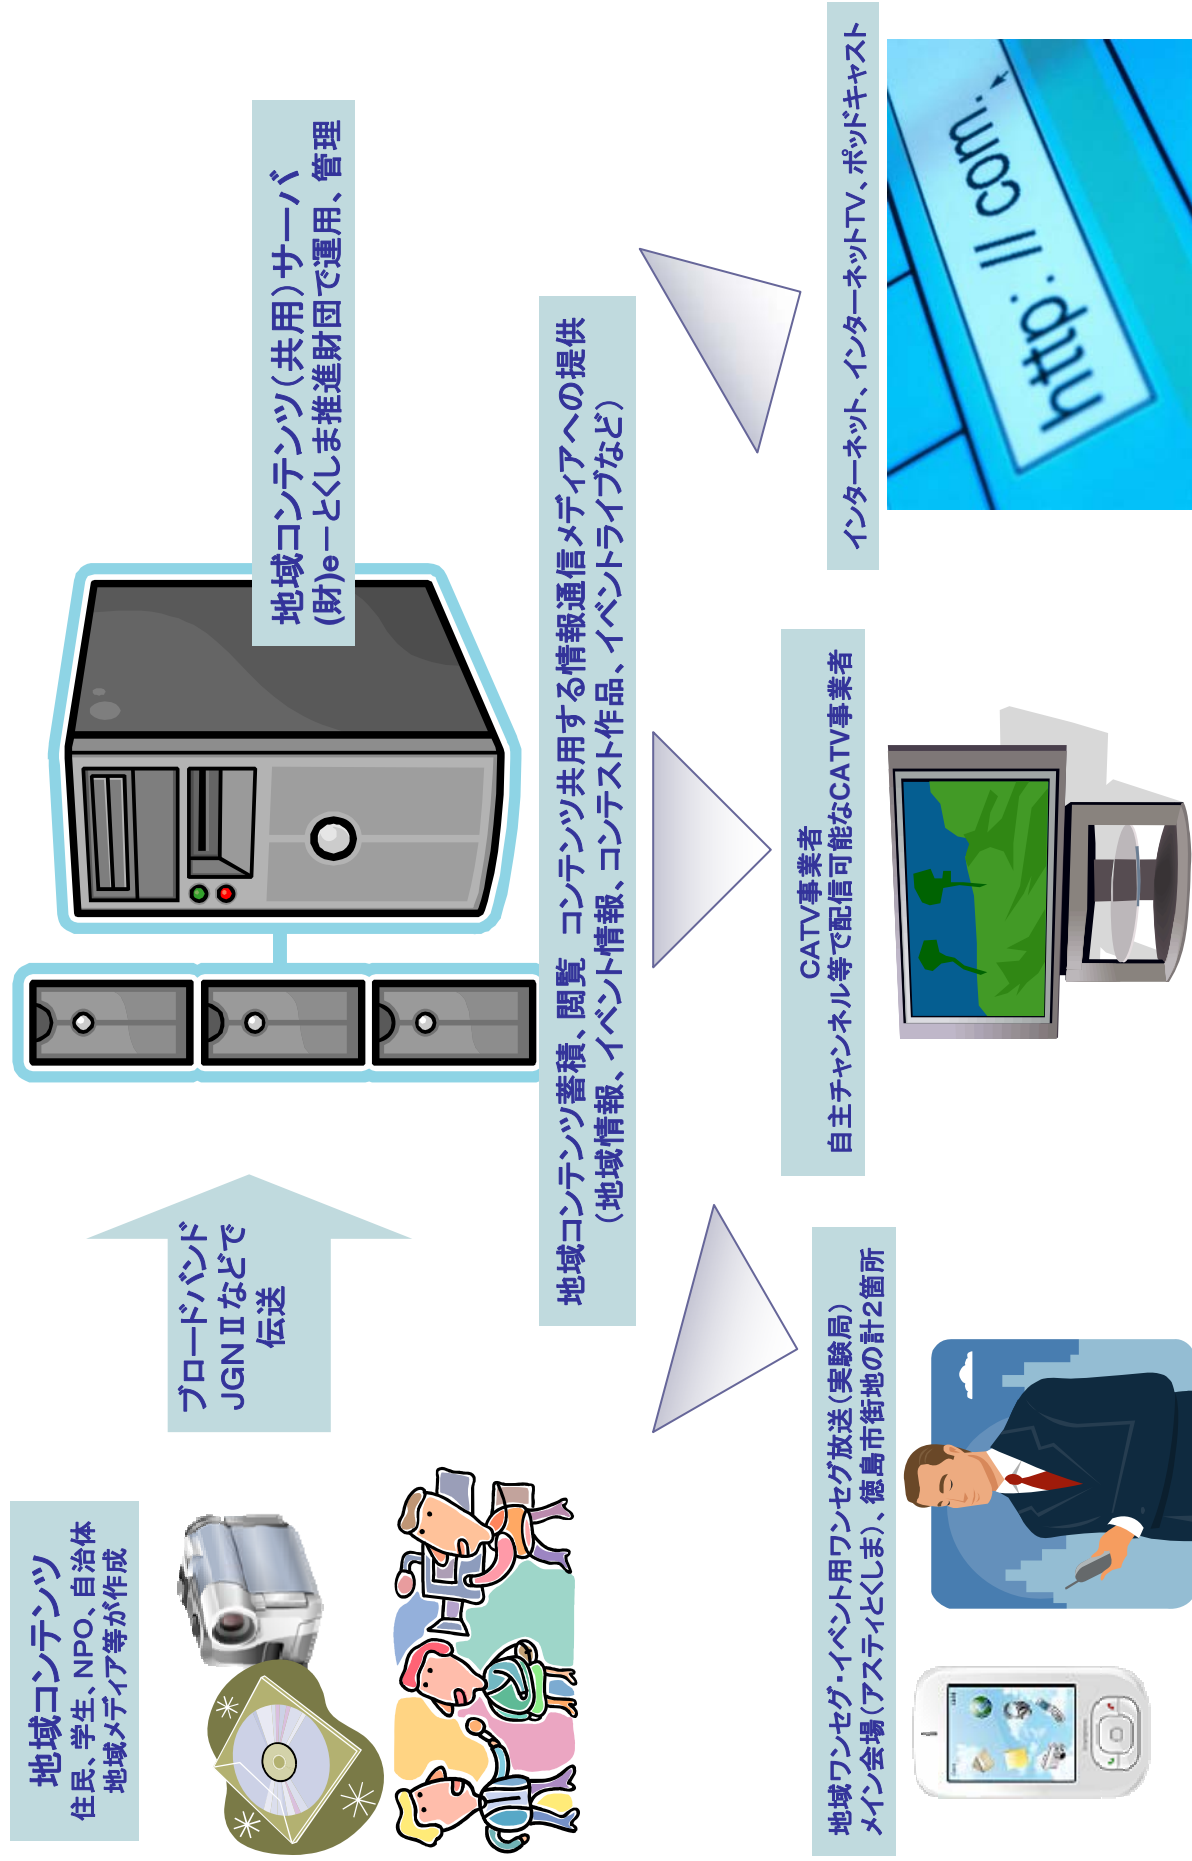 地域コンテンツ
住民、学生、NPO、自治体
地域メディア等が作成
ブロードバンド
JGNⅡなどで
伝送
地域コンテンツ(共用)サーバ
(財)e－とくしま推進財団で運用、管理
地域コンテンツ蓄積、閲覧　コンテンツ共用する情報通信メディアへの提供
(地域情報、イベント情報、コンテスト作品、イベントライブなど)
地域ワンセグ・イベント用ワンセグ放送(実験局)
メイン会場(アスティとくしま)、徳島市街地の計2箇所
CATV事業者
自主チャンネル等で配信可能なCATV事業者
インターネット、インターネットTV、ポッドキャスト
http. // com.